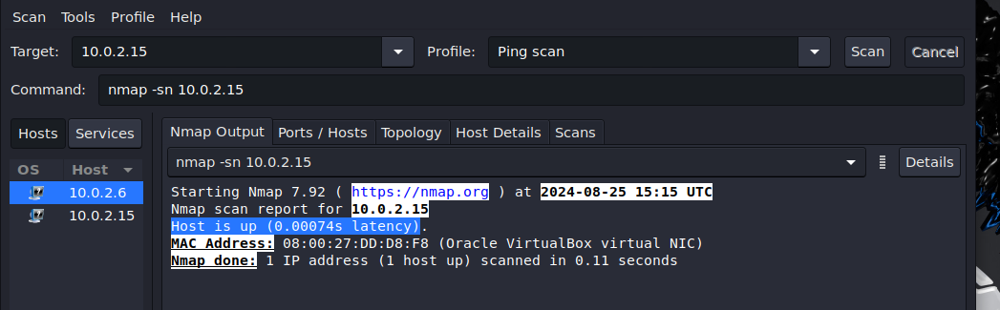 Scan Tools Profile Help
Target: 10.0.2.15 Profile: Ping scan Scan Cancel
Command: nmap -sn 10.0.2.15
Hosts Services
OS Host
10.0.2.6
10.0.2.15
Nmap Output Ports / Hosts Topology Host Details Scans
nmap -sn 10.0.2.15 Details
Starting Nmap 7.92 ( https://nmap.org ) at 2024-08-25 15:15 UTC
Nmap scan report for 10.0.2.15
Host is up (0.00074s latency).
MAC Address: 08:00:27:DD:D8:F8 (Oracle VirtualBox virtual NIC)
Nmap done: 1 IP address (1 host up) scanned in 0.11 seconds